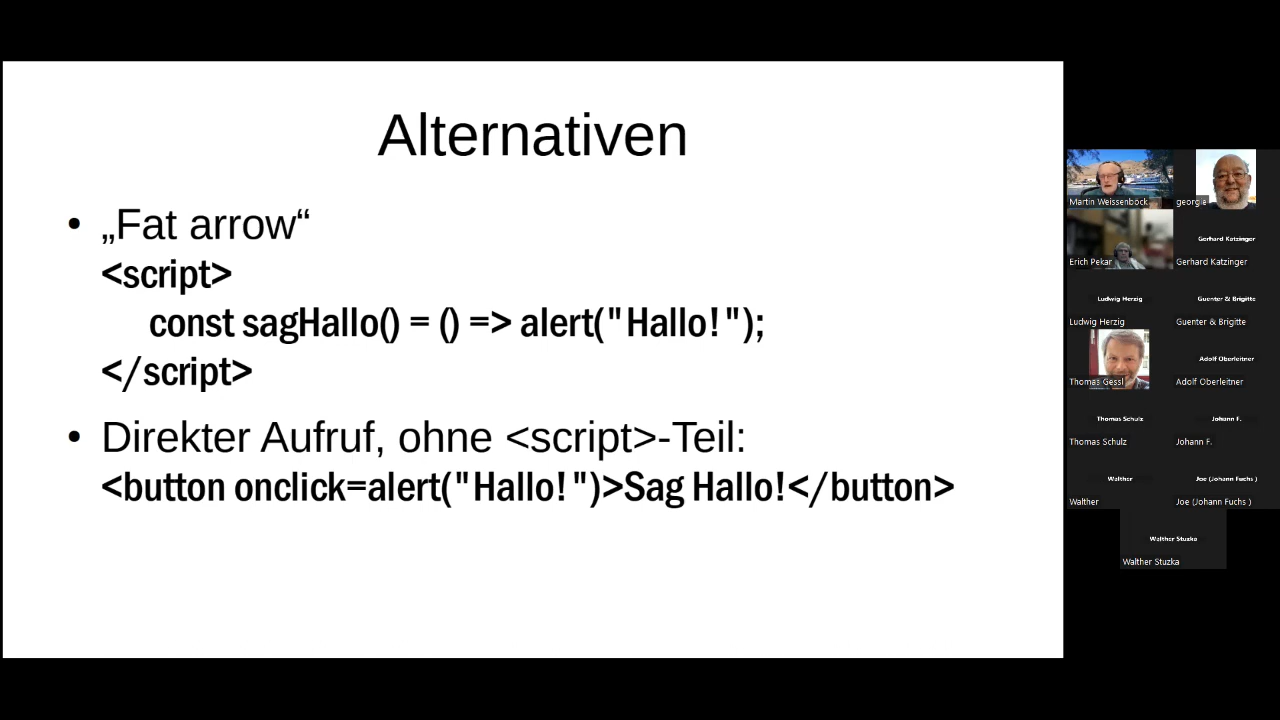 Alternativen
• „Fat arrow“
<script>
const sagHallo() = () => alert("Hallo!");
</script>
• Direkter Aufruf, ohne <script>-Teil:
<button onclick=alert("Hallo!")>Sag Hallo!</button>
Martin Weissenböck
georgie
Erich Pekar
Gerhard Katzinger
Gerhard Katzinger
Ludwig Herzig
Guenter & Brigitte
Ludwig Herzig
Guenter & Brigitte
Thomas Gessl
Adolf Oberleitner
Adolf Oberleitner
Thomas Schulz
Johann F.
Thomas Schulz
Johann F.
Walther
Joe (Johann Fuchs )
Walther
Joe (Johann Fuchs )
Walther Stuzka
Walther Stuzka